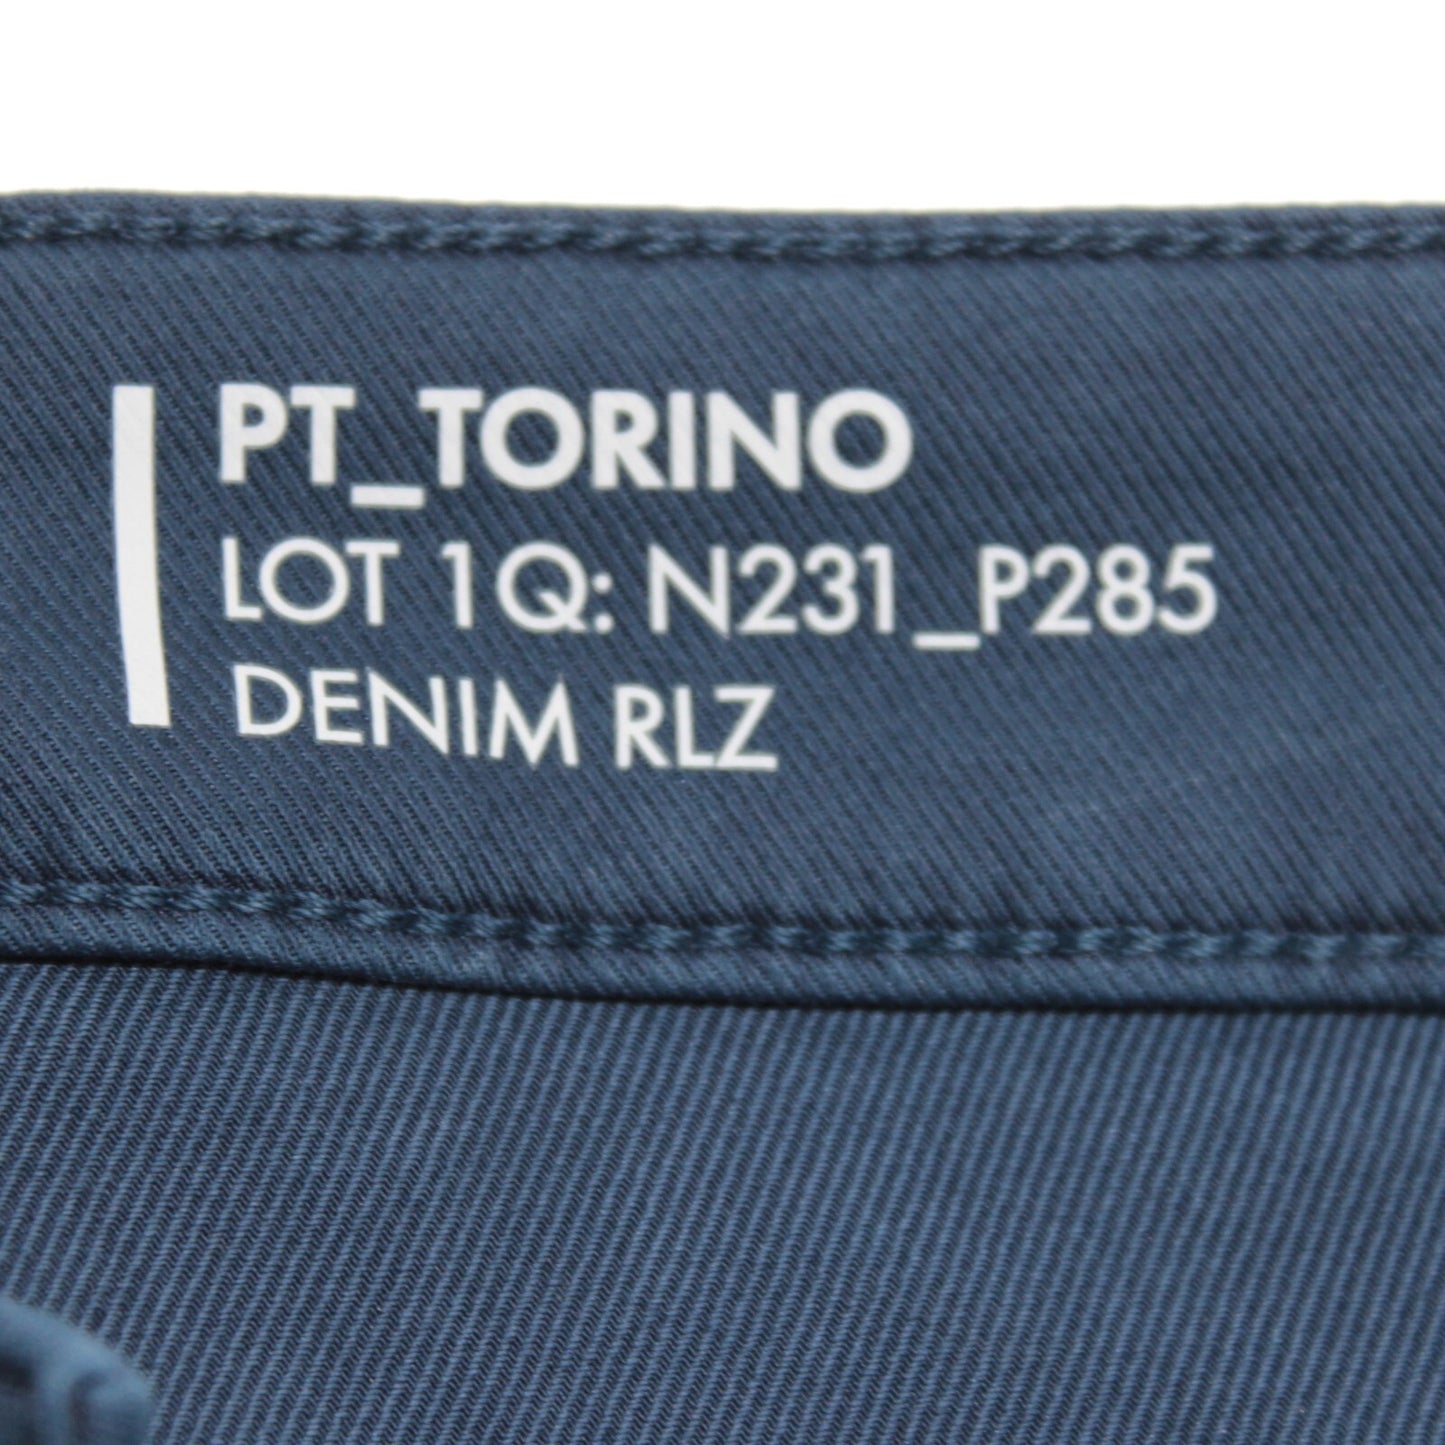 PT_TORINO
LOT 1Q: N231_P285
DENIM RLZ